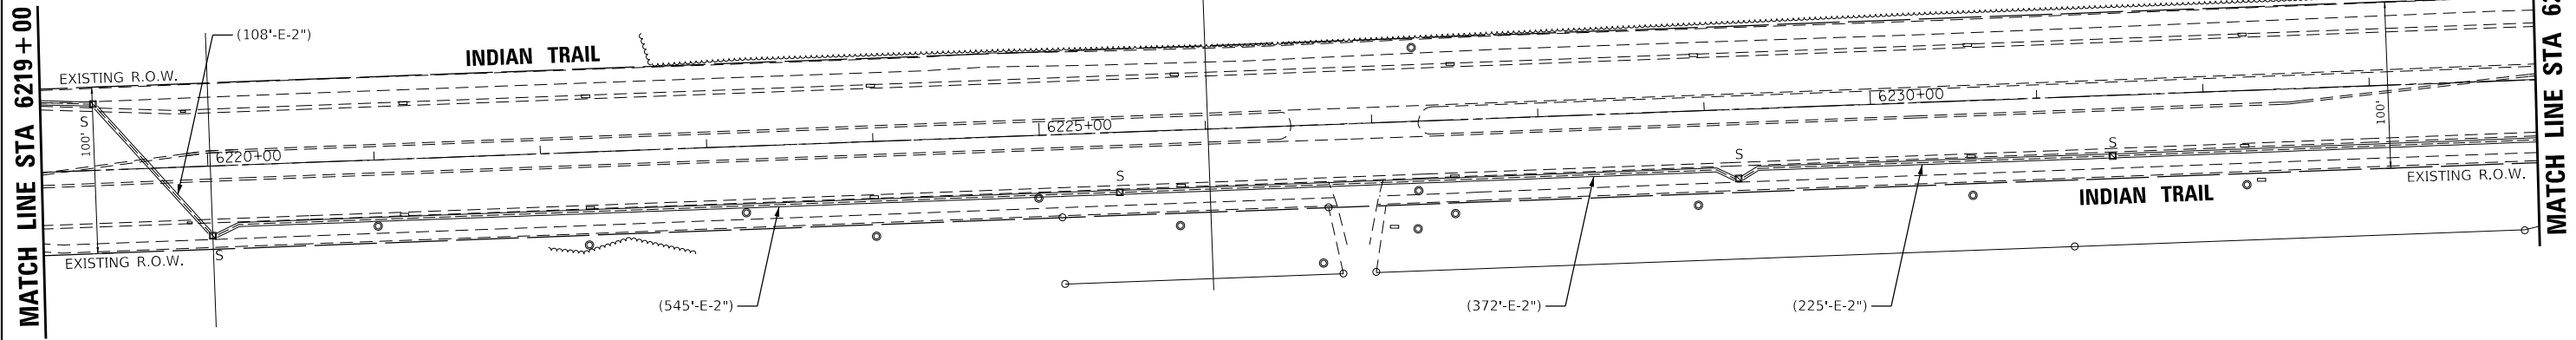 MATCH LINE STA 6219+00
(108'-E-2")
INDIAN TRAIL
EXISTING R.O.W.
S
100'
6220+00
6225+00
6230+00
100'
S
S
S
S
EXISTING R.O.W.
INDIAN TRAIL
EXISTING R.O.W.
(545'-E-2")
(372'-E-2")
(225'-E-2")
MATCH LINE STA